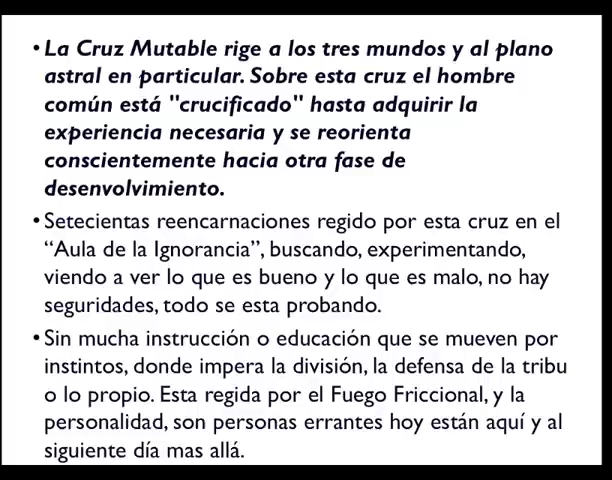 • La Cruz Mutable rige a los tres mundos y al plano
astral en particular. Sobre esta cruz el hombre
común está "crucificado" hasta adquirir la
experiencia necesaria y se reorienta
conscientemente hacia otra fase de
desenvolvimiento.
• Setecientas reencarnaciones regido por esta cruz en el
“Aula de la Ignorancia”, buscando, experimentando,
viendo a ver lo que es bueno y lo que es malo, no hay
seguridades, todo se esta probando.
• Sin mucha instrucción o educación que se mueven por
instintos, donde impera la división, la defensa de la tribu
o lo propio. Esta regida por el Fuego Friccional, y la
personalidad, son personas errantes hoy están aquí y al
siguiente día mas allá.